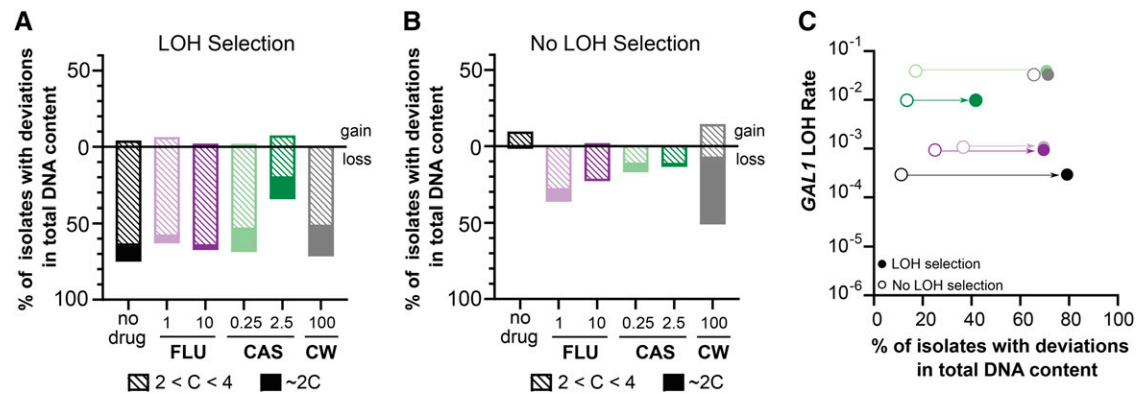 A
LOH Selection
% of isolates with deviations
in total DNA content
50
0
50
100
gain
loss
no
drug
1
10
0.25
2.5
100
FLU
CAS
CW
2 < C < 4
~2C
B
No LOH Selection
% of isolates with deviations
in total DNA content
50
0
50
100
gain
loss
no
drug
1
10
0.25
2.5
100
FLU
CAS
CW
2 < C < 4
~2C
C
GAL1 LOH Rate
10⁻¹
10⁻²
10⁻³
10⁻⁴
10⁻⁵
10⁻⁶
LOH selection
No LOH selection
0 20 40 60 80 100
% of isolates with deviations
in total DNA content